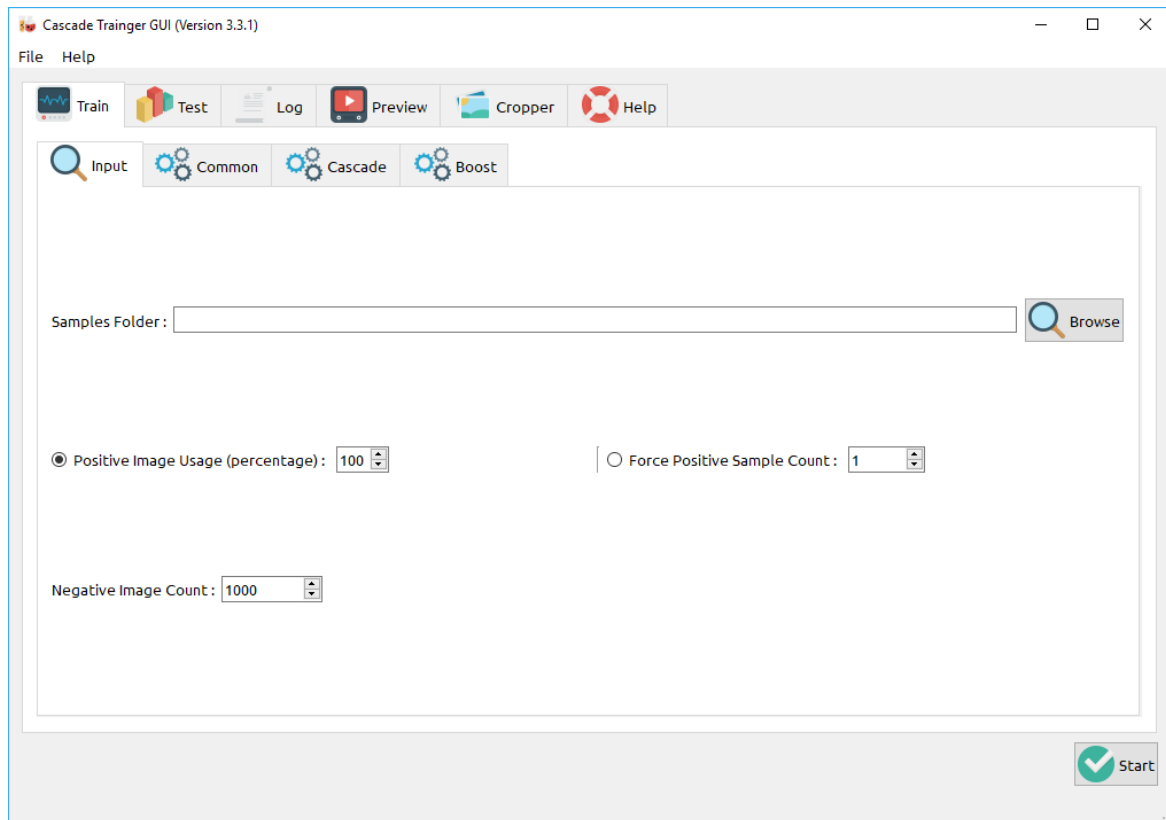 Cascade Trainger GUI (Version 3.3.1)
File Help
Train Test Log Preview Cropper Help
Input Common Cascade Boost
Samples Folder : Browse
Positive Image Usage (percentage) : 100 Force Positive Sample Count : 1
Negative Image Count : 1000
Start